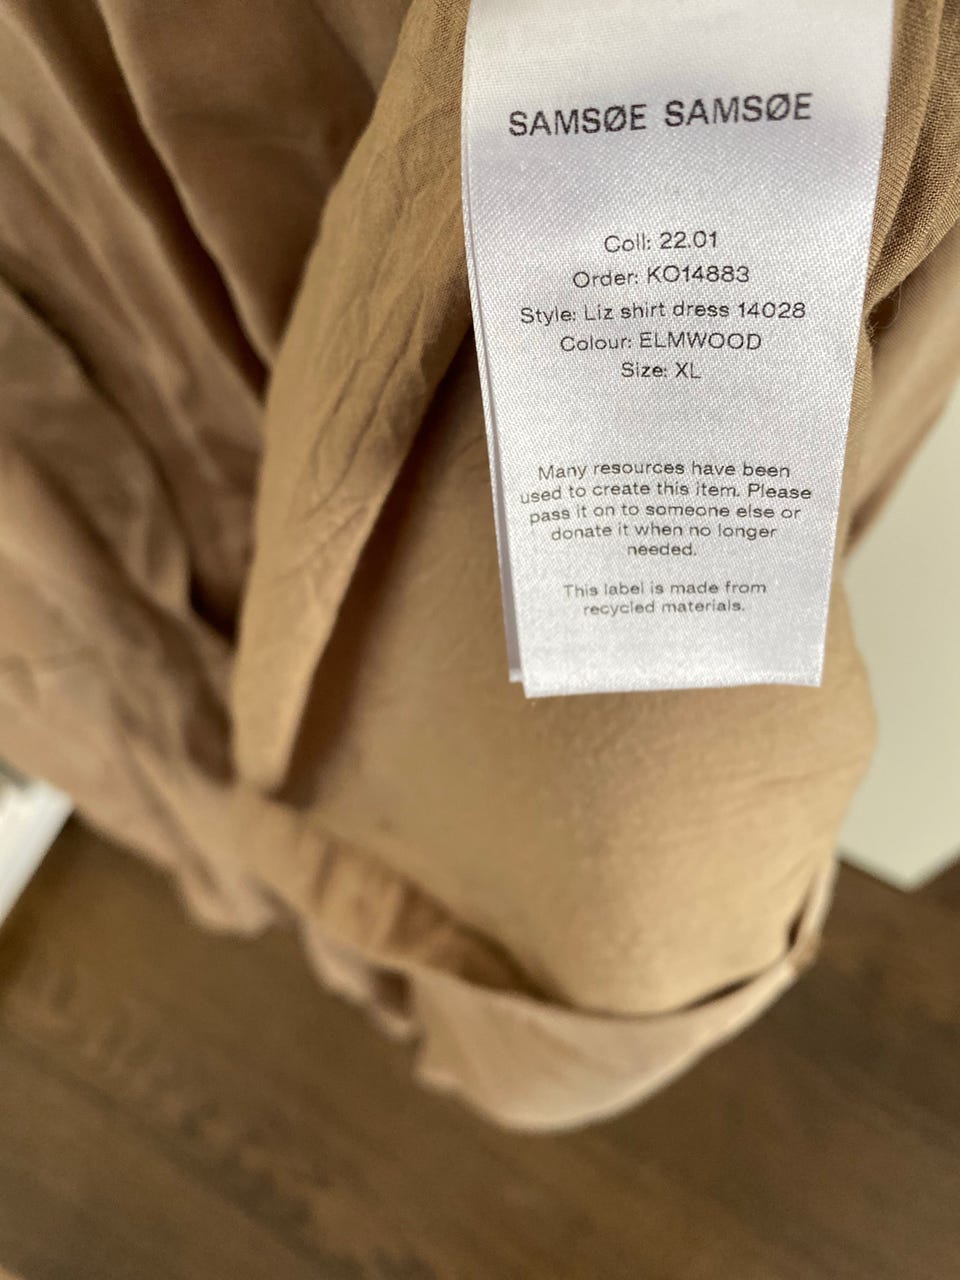 SAMSØE SAMSØE
Coll: 22.01
Order: KO14883
Style: Liz shirt dress 14028
Colour: ELMWOOD
Size: XL
Many resources have been
used to create this item. Please
pass it on to someone else or
donate it when no longer
needed.
This label is made from
recycled materials.